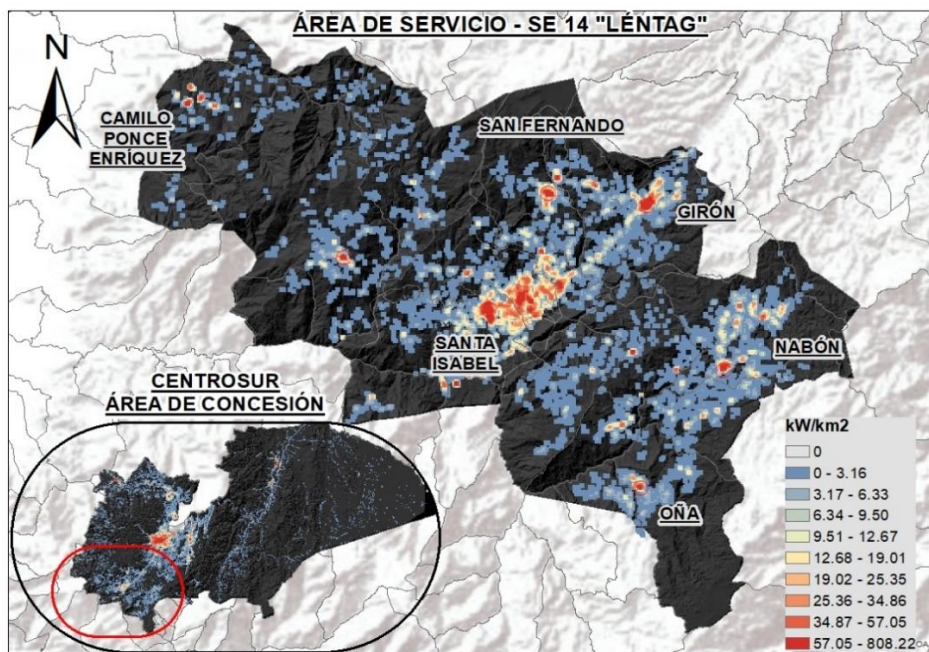 ÁREA DE SERVICIO - SE 14 "LÉNTAG"
N
CAMILO
PONCE
ENRÍQUEZ
SAN FERNANDO
GIRÓN
SANTA
ISABEL
NABÓN
OÑA
CENTROSUR
ÁREA DE CONCESIÓN
kW/km2
0
0 - 3.16
3.17 - 6.33
6.34 - 9.50
9.51 - 12.67
12.68 - 19.01
19.02 - 25.35
25.36 - 34.86
34.87 - 57.05
57.05 - 808.22